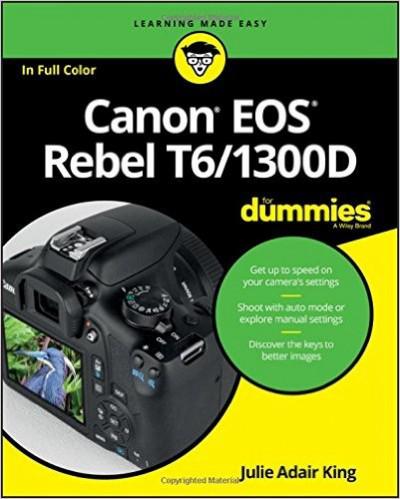 LEARNING MADE EASY
In Full Color
Canon® EOS®
Rebel T6/1300D
for
dummies®
A Wiley Brand
Get up to speed on
your camera's settings
Shoot with auto mode or
explore manual settings
Discover the keys to
better images
Copyrighted Material
Julie Adair King